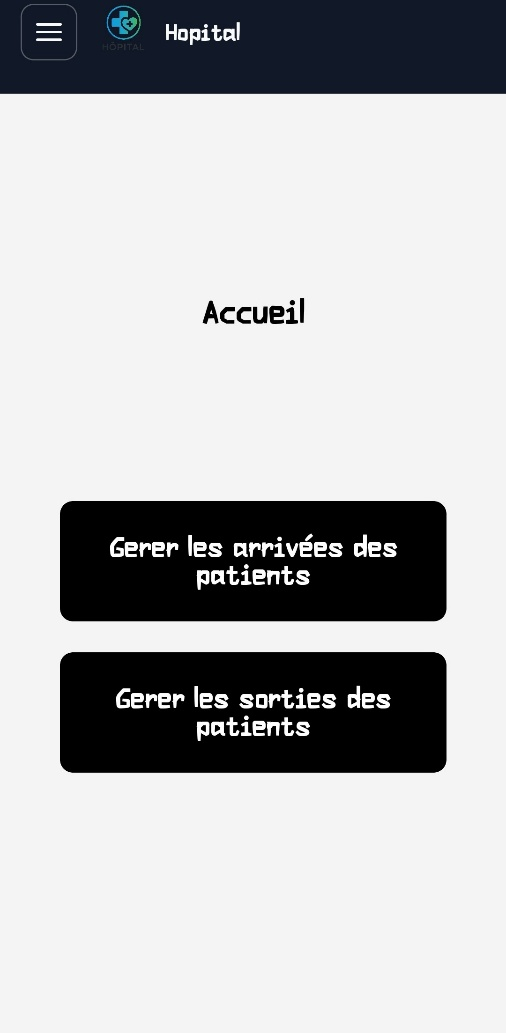 HÔPITAL
Hopital
Accueil
Gerer les arrivées des
patients
Gerer les sorties des
patients